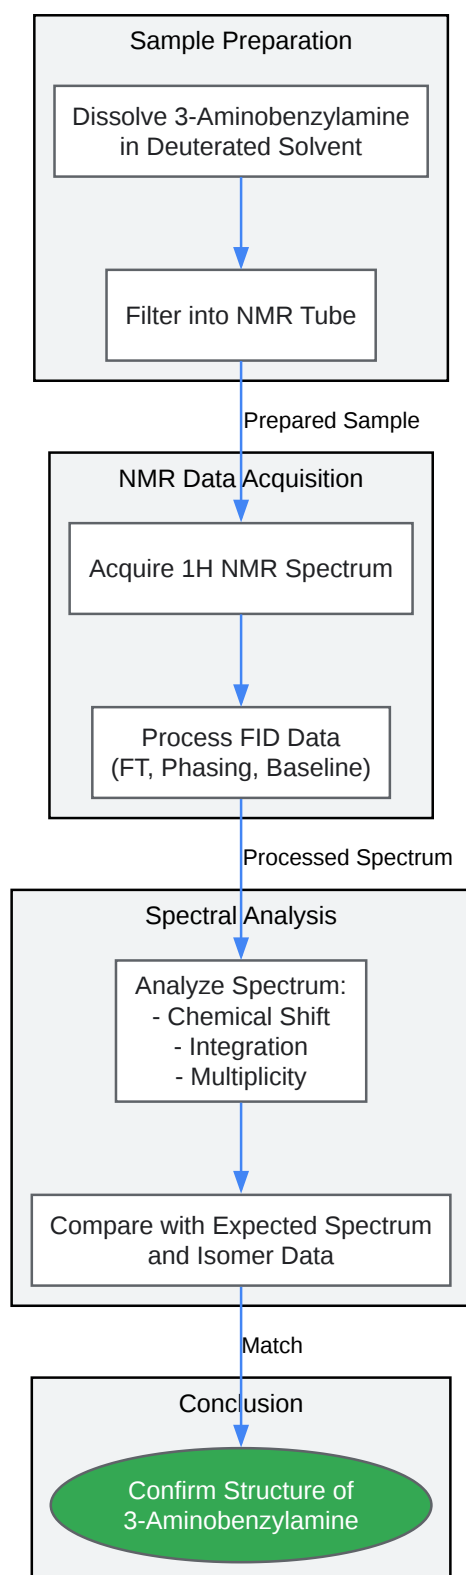 Sample Preparation
Dissolve 3-Aminobenzylamine
in Deuterated Solvent
Filter into NMR Tube
Prepared Sample
NMR Data Acquisition
Acquire 1H NMR Spectrum
Process FID Data
(FT, Phasing, Baseline)
Processed Spectrum
Spectral Analysis
Analyze Spectrum:
- Chemical Shift
- Integration
- Multiplicity
Compare with Expected Spectrum
and Isomer Data
Match
Conclusion
Confirm Structure of
3-Aminobenzylamine